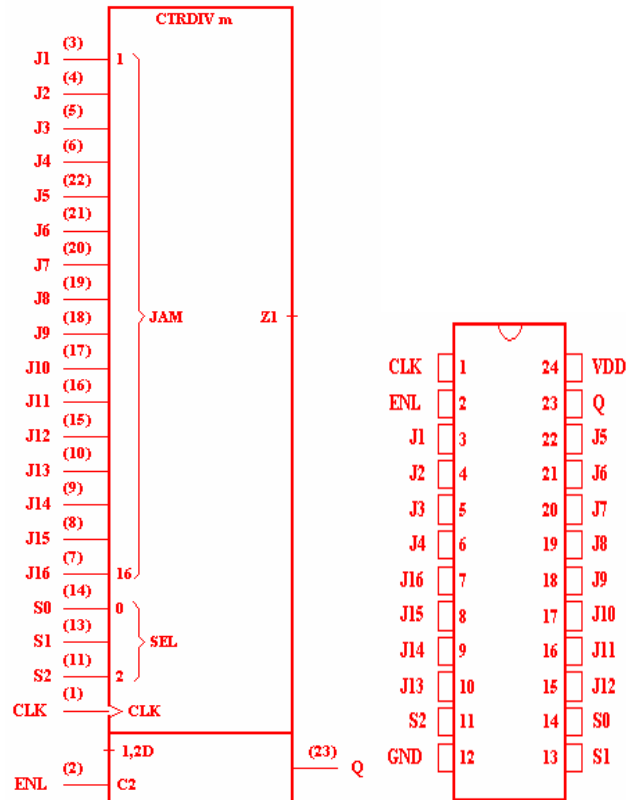 CTRDIV m
J1 (3) 1
J2 (4)
J3 (5)
J4 (6)
J5 (22)
J6 (21)
J7 (20)
J8 (19)
JAM Z1
J9 (18)
J10 (17)
J11 (16)
J12 (15)
J13 (10)
J14 (9)
J15 (8)
J16 (7) 16
S0 (14) 0
S1 (13) SEL
S2 (11) 2
CLK (1) CLK
1,2D
ENL (2) C2
(23) Q
CLK 1 24 VDD
ENL 2 23 Q
J1 3 22 J5
J2 4 21 J6
J3 5 20 J7
J4 6 19 J8
J16 7 18 J9
J15 8 17 J10
J14 9 16 J11
J13 10 15 J12
S2 11 14 S0
GND 12 13 S1